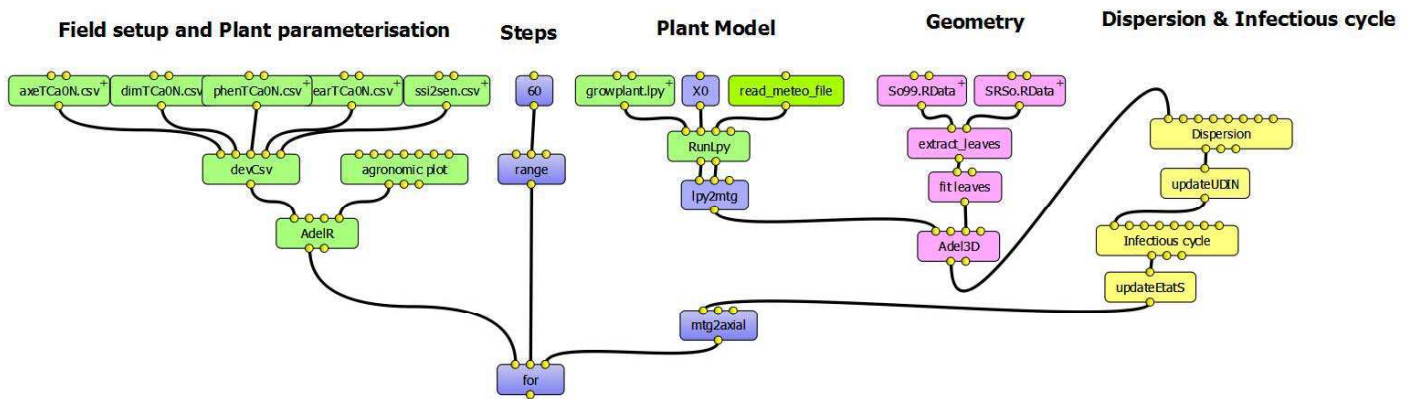 Field setup and Plant parameterisation
Steps
Plant Model
Geometry
Dispersion & Infectious cycle
axeTCa0N.csv+
dimTCa0N.csv
phenTCa0N.csv
earTCa0N.csv+
ssi2sen.csv+
60
growplant.lpy+
X0
read_meteo_file
So99.RData+
SRSo.RData+
Dispersion
devCsv
agronomic plot
range
RunLpy
extract_leaves
lpy2mtg
fit leaves
updateUDIN
AdelR
Adel3D
Infectious cycle
updateEtatS
mtg2axial
for